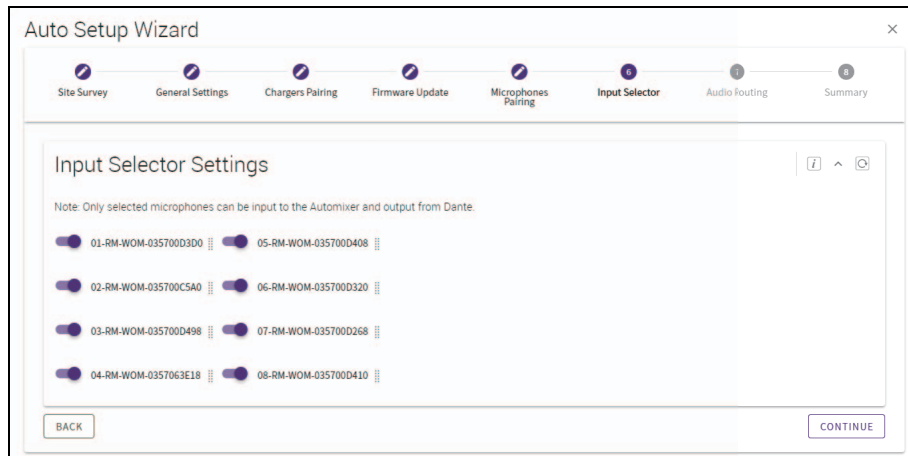 Auto Setup Wizard
Site Survey
General Settings
Chargers Pairing
Firmware Update
Microphones
Pairing
6
Input Selector
7
Audio Routing
8
Summary
Input Selector Settings
i
Note: Only selected microphones can be input to the Automixer and output from Dante.
01-RM-WOM-035700D3D0 05-RM-WOM-035700D408
02-RM-WOM-035700C5A0 06-RM-WOM-035700D320
03-RM-WOM-035700D498 07-RM-WOM-035700D268
04-RM-WOM-0357063E18 08-RM-WOM-035700D410
BACK CONTINUE